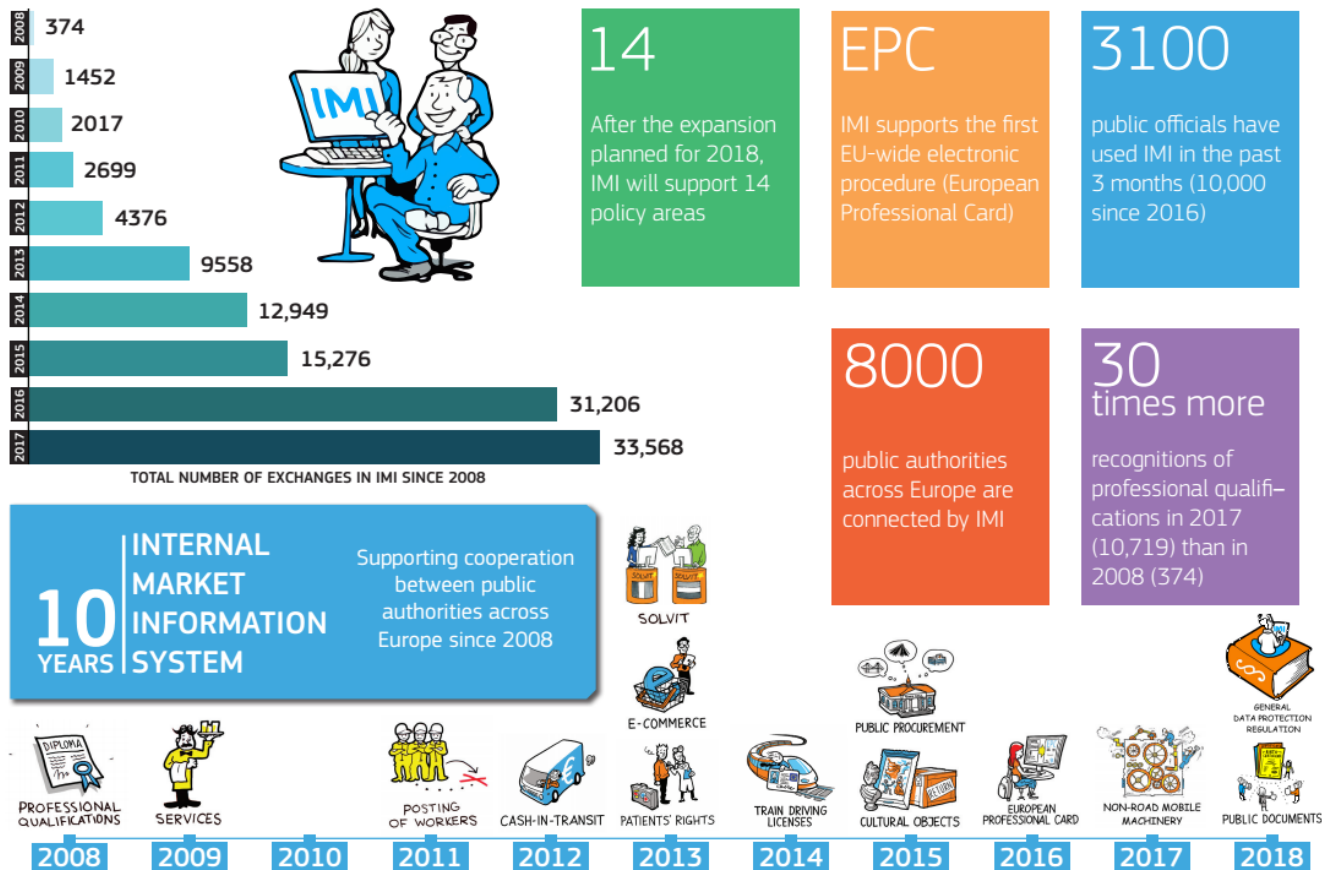 2008
374
2009
1452
2010
2017
2011
2699
2012
4376
2013
9558
2014
12,949
2015
15,276
2016
31,206
2017
33,568
TOTAL NUMBER OF EXCHANGES IN IMI SINCE 2008
IMI
14
After the expansion
planned for 2018,
IMI will support 14
policy areas
EPC
IMI supports the first
EU-wide electronic
procedure (European
Professional Card)
3100
public officials have
used IMI in the past
3 months (10,000
since 2016)
8000
public authorities
across Europe are
connected by IMI
30
times more
recognitions of
professional qualifi–
cations in 2017
(10,719) than in
2008 (374)
10
YEARS
INTERNAL
MARKET
INFORMATION
SYSTEM
Supporting cooperation
between public
authorities across
Europe since 2008
SOLVIT
SOLVIT
SOLVIT
e
E-COMMERCE
PUBLIC PROCUREMENT
IMI
GENERAL
DATA PROTECTION
REGULATION
DIPLOMA
PROFESSIONAL
QUALIFICATIONS
SERVICES
POSTING
OF WORKERS
€
CASH-IN-TRANSIT
PATIENTS' RIGHTS
TRAIN DRIVING
LICENSES
RETURN
CULTURAL OBJECTS
EUROPEAN
PROFESSIONAL CARD
NON-ROAD MOBILE
MACHINERY
PUBLIC DOCUMENTS
2008
2009
2010
2011
2012
2013
2014
2015
2016
2017
2018